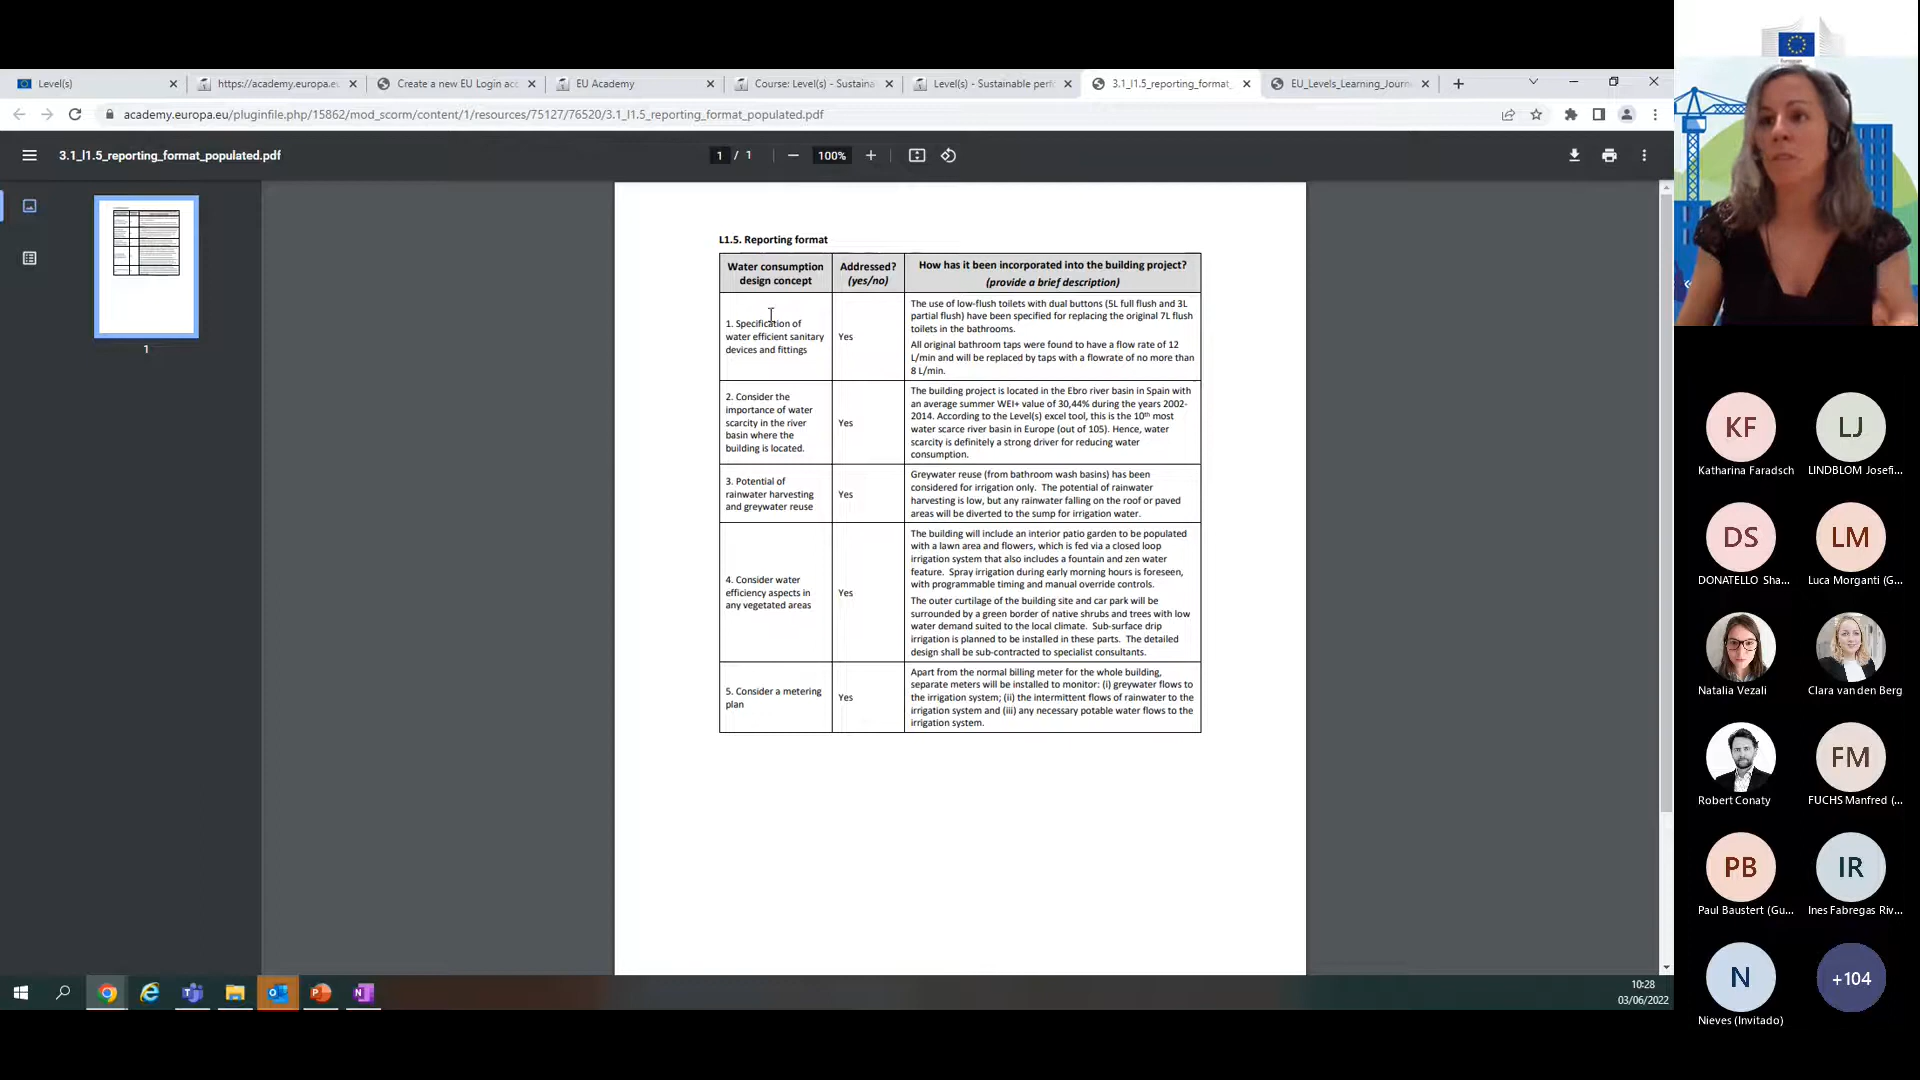 Level(s)
https://academy.europa.e
Create a new EU Login acc
EU Academy
Course: Level(s) - Sustaina
Level(s) - Sustainable perf
3.1_l1.5_reporting_format_
EU_Levels_Learning_Journ
academy.europa.eu/pluginfile.php/15862/mod_scorm/content/1/resources/75127/76520/3.1_l1.5_reporting_format_populated.pdf
3.1_l1.5_reporting_format_populated.pdf
1 / 1
100%
1
L1.5. Reporting format
Water consumption
design concept
Addressed?
(yes/no)
How has it been incorporated into the building project?
(provide a brief description)
1. Specification of
water efficient sanitary
devices and fittings
Yes
The use of low-flush toilets with dual buttons (5L full flush and 3L
partial flush) have been specified for replacing the original 7L flush
toilets in the bathrooms.
All original bathroom taps were found to have a flow rate of 12
L/min and will be replaced by taps with a flowrate of no more than
8 L/min.
2. Consider the
importance of water
scarcity in the river
basin where the
building is located.
Yes
The building project is located in the Ebro river basin in Spain with
an average summer WEI+ value of 30,44% during the years 2002-
2014. According to the Level(s) excel tool, this is the 10th most
water scarce river basin in Europe (out of 105). Hence, water
scarcity is definitely a strong driver for reducing water
consumption.
3. Potential of
rainwater harvesting
and greywater reuse
Yes
Greywater reuse (from bathroom wash basins) has been
considered for irrigation only. The potential of rainwater
harvesting is low, but any rainwater falling on the roof or paved
areas will be diverted to the sump for irrigation water.
4. Consider water
efficiency aspects in
any vegetated areas
Yes
The building will include an interior patio garden to be populated
with a lawn area and flowers, which is fed via a closed loop
irrigation system that also includes a fountain and zen water
feature. Spray irrigation during early morning hours is foreseen,
with programmable timing and manual override controls.
The outer curtilage of the building site and car park will be
surrounded by a green border of native shrubs and trees with low
water demand suited to the local climate. Sub-surface drip
irrigation is planned to be installed in these parts. The detailed
design shall be sub-contracted to specialist consultants.
5. Consider a metering
plan
Yes
Apart from the normal billing meter for the whole building,
separate meters will be installed to monitor: (i) greywater flows to
the irrigation system; (ii) the intermittent flows of rainwater to the
irrigation system and (iii) any necessary potable water flows to the
irrigation system.
10:28
03/06/2022
KF
Katharina Faradsch
LJ
LINDBLOM Josefi...
DS
DONATELLO Sha...
LM
Luca Morganti (G...
Natalia Vezali
Clara van den Berg
Robert Conaty
FM
FUCHS Manfred (...
PB
Paul Baustert (Gu...
IR
Ines Fabregas Riv...
N
Nieves (Invitado)
+104